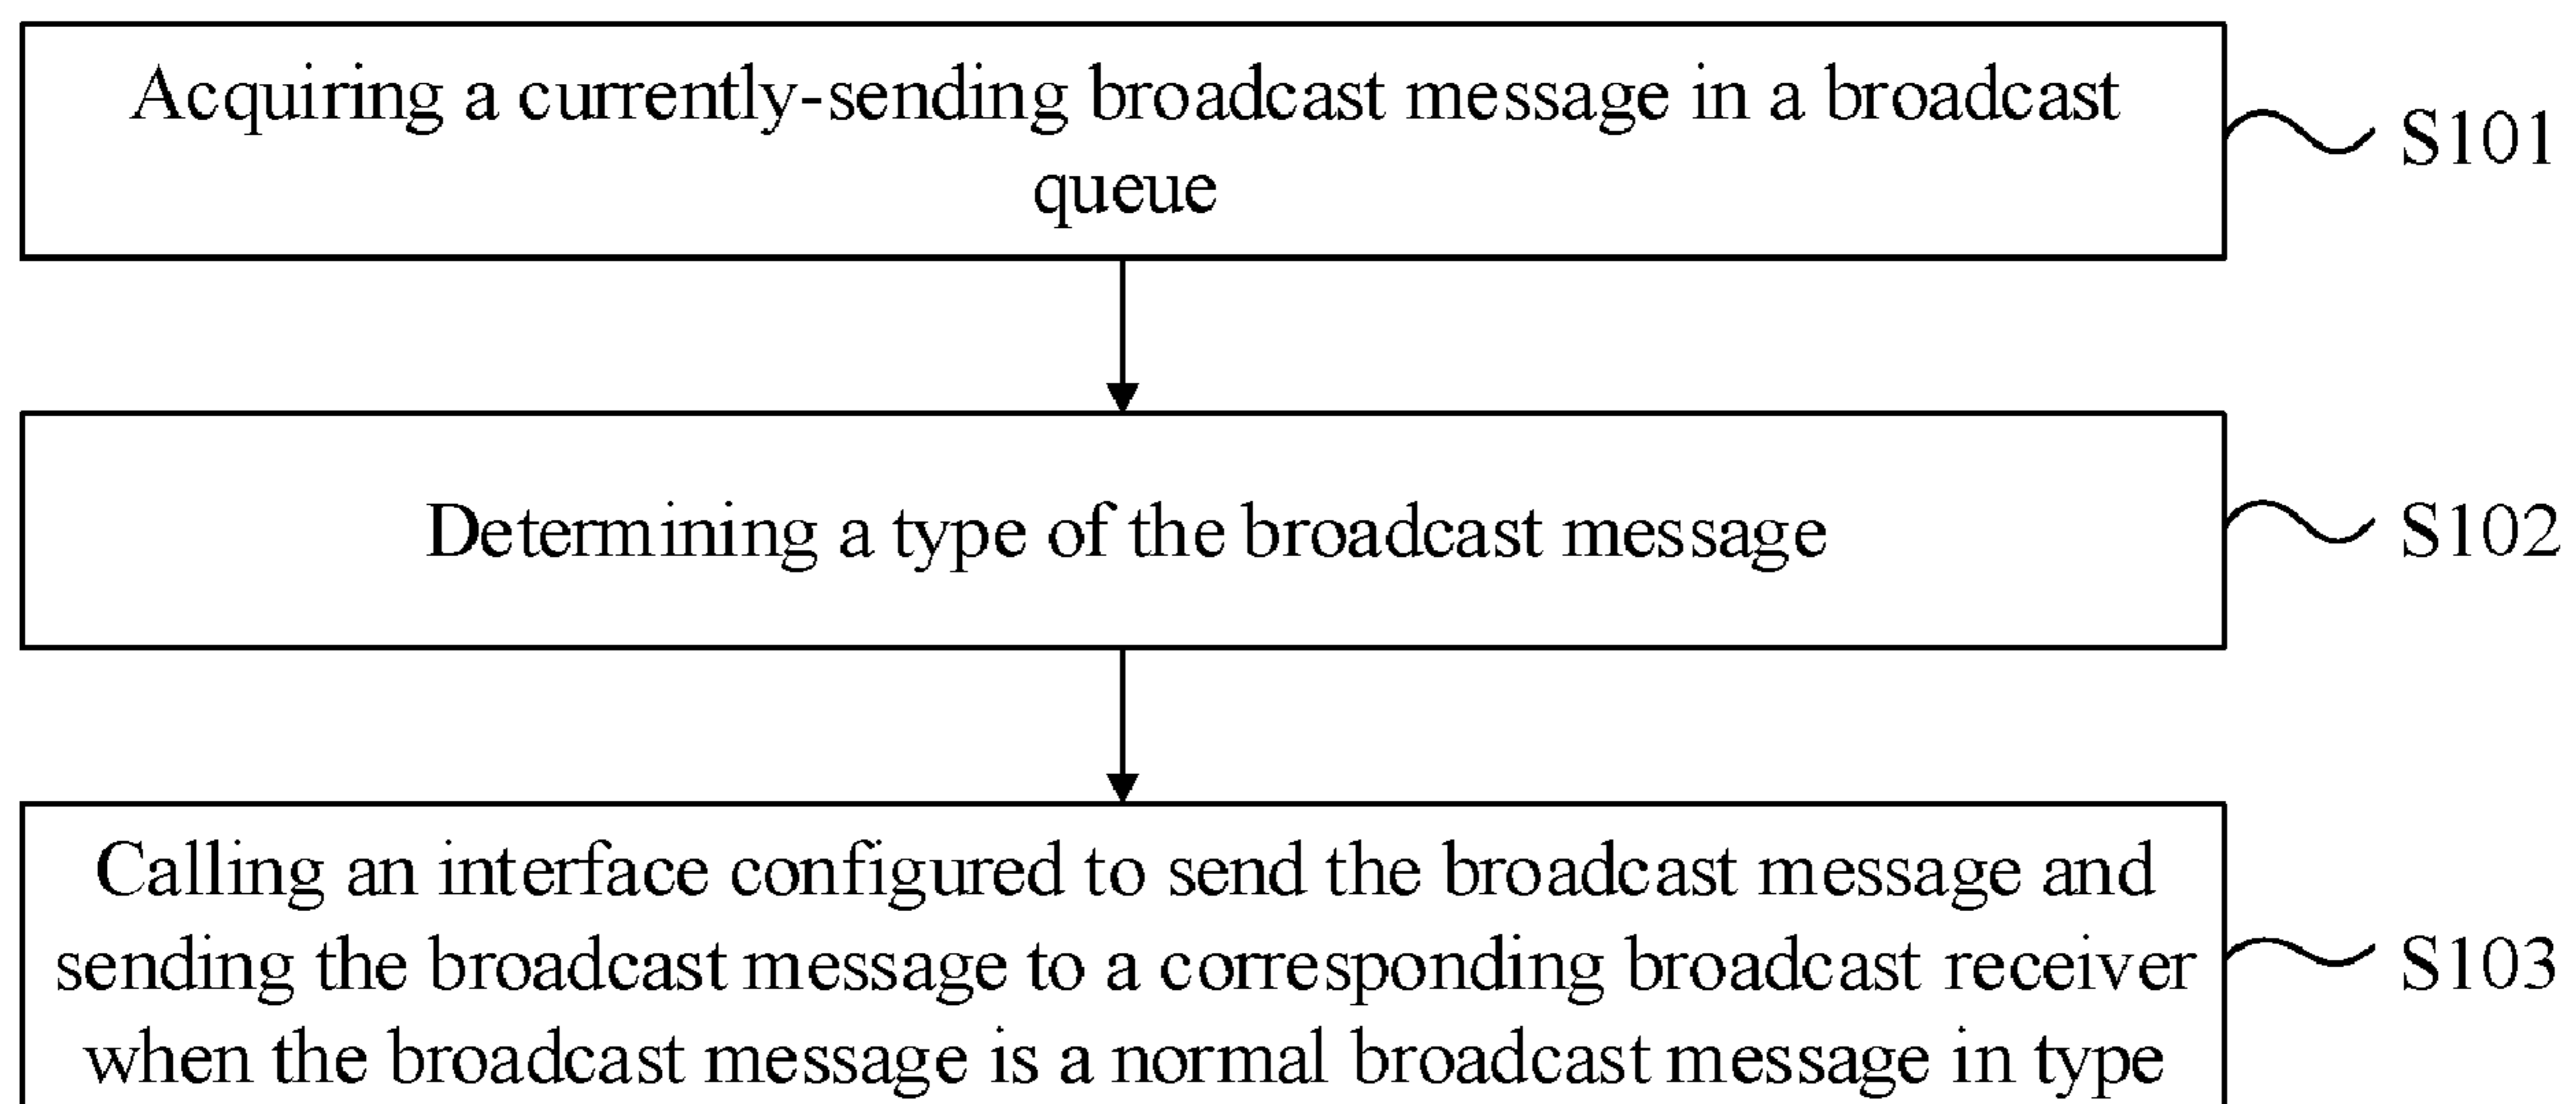 Acquiring a currently-sending broadcast message in a broadcast
queue
S101
Determining a type of the broadcast message
S102
Calling an interface configured to send the broadcast message and
sending the broadcast message to a corresponding broadcast receiver
when the broadcast message is a normal broadcast message in type
S103